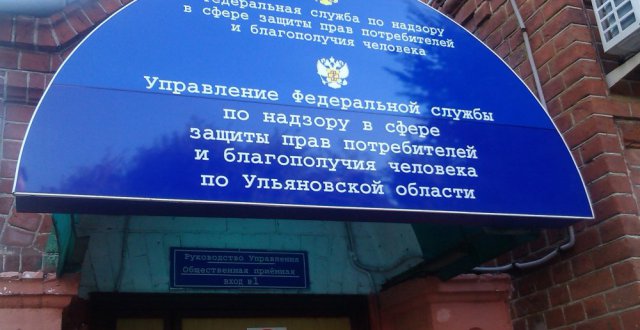 Федеральная служба по надзору
в сфере защиты прав потребителей
и благополучия человека
Управление Федеральной службы
по надзору в сфере
защиты прав потребителей
и благополучия человека
по Ульяновской области
Руководство Управления
Общественная приёмная
вход №1